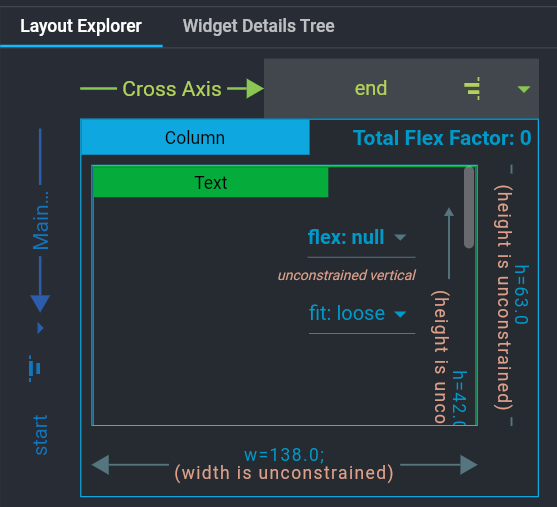 Layout Explorer Widget Details Tree
Cross Axis end
Column Total Flex Factor: 0
Text
Main...
start
flex: null
unconstrained vertical
fit: loose
(height is unco
h=42.0
h=63.0
(height is unconstrained)
w=138.0;
(width is unconstrained)